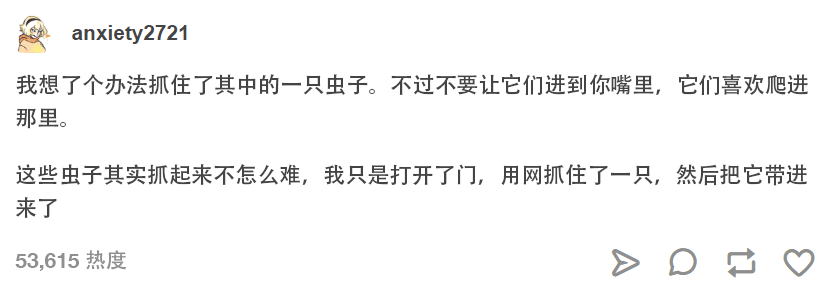 anxiety2721
我想了个办法抓住了其中的一只虫子。不过不要让它们进到你嘴里，它们喜欢爬进
那里。
这些虫子其实抓起来不怎么难，我只是打开了门，用网抓住了一只，然后把它带进
来了
53,615 热度